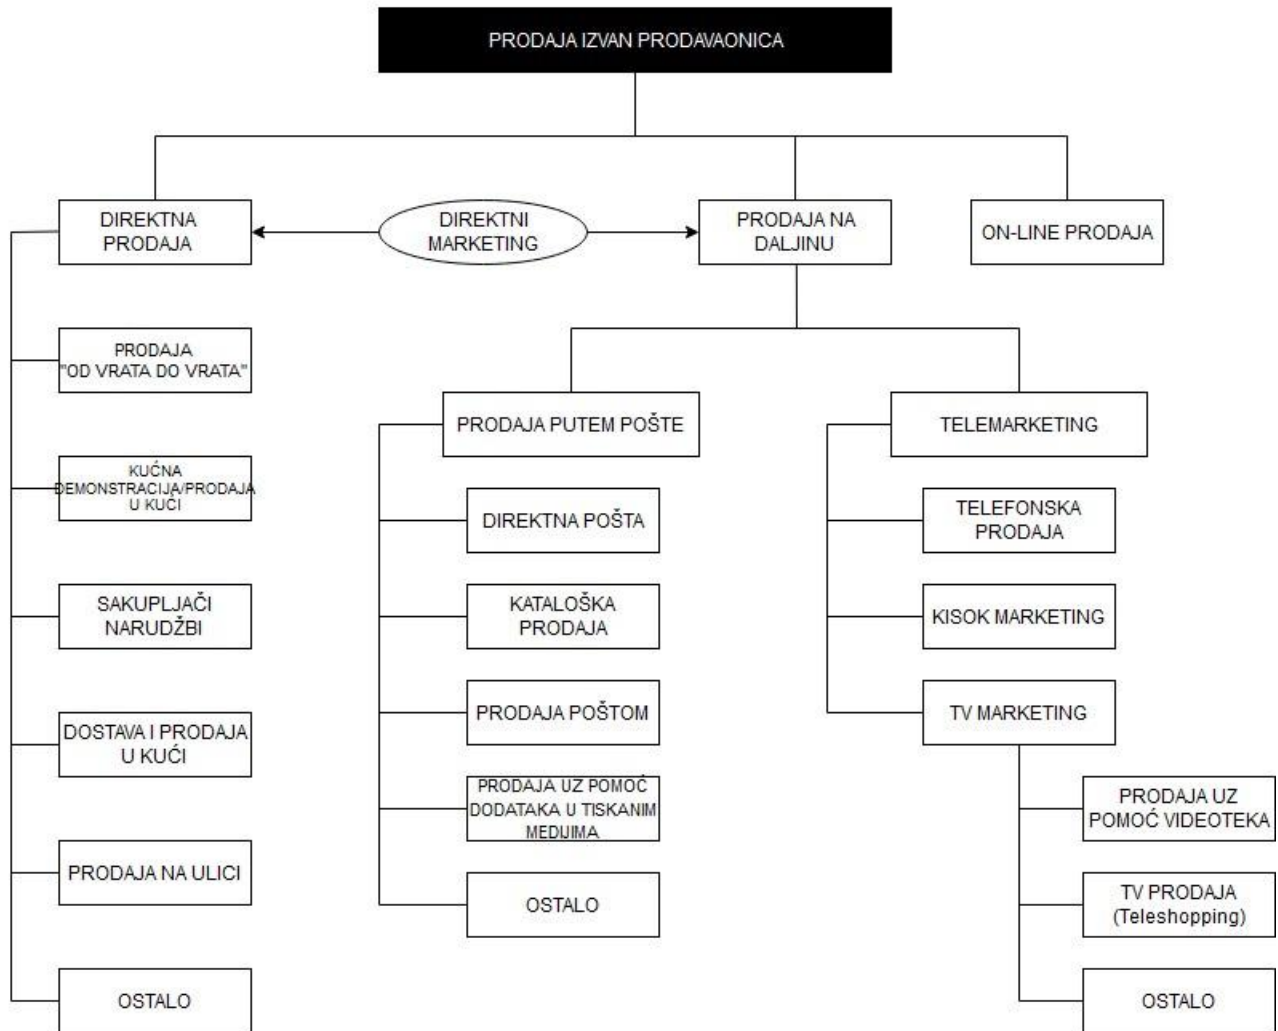 PRODAJA IZVAN PRODAVAONICA
DIREKTNA
PRODAJA
DIREKTNI
MARKETING
PRODAJA NA
DALJINU
ON-LINE PRODAJA
PRODAJA
"OD VRATA DO VRATA"
KUĆNA
DEMONSTRACIJA/PRODAJA
U KUĆI
SAKUPLJAČI
NARUDŽBI
DOSTAVA I PRODAJA
U KUĆI
PRODAJA NA ULICI
OSTALO
PRODAJA PUTEM POŠTE
DIREKTNA POŠTA
KATALOŠKA
PRODAJA
PRODAJA POŠTOM
PRODAJA UZ POMOĆ
DODATAKA U TISKANIM
MEDIJIMA
OSTALO
TELEMARKETING
TELEFONSKA
PRODAJA
KISOK MARKETING
TV MARKETING
PRODAJA UZ
POMOĆ VIDEOTEKA
TV PRODAJA
(Teleshopping)
OSTALO